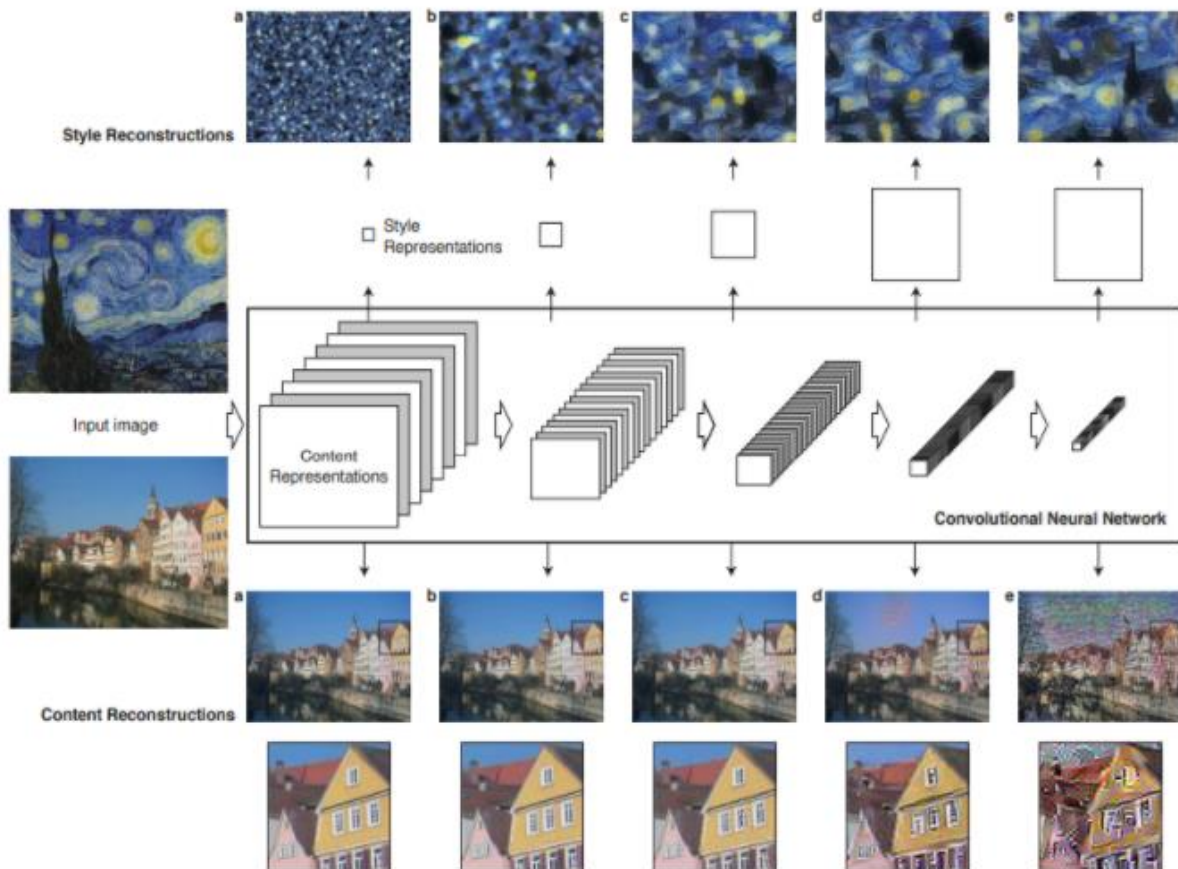 a
b
c
d
e
Style Reconstructions
Style
Representations
Input image
Content
Representations
Convolutional Neural Network
a
b
c
d
e
Content Reconstructions